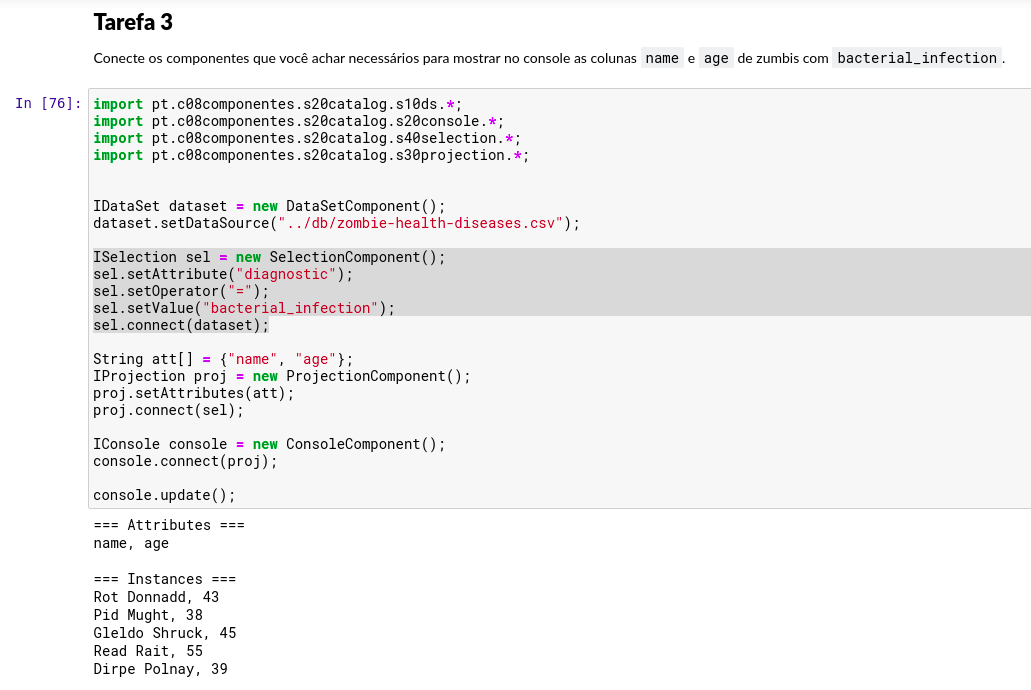 Tarefa 3
Conecte os componentes que você achar necessários para mostrar no console as colunas name e age de zumbis com bacterial_infection .
In [76]:
import pt.c08componentes.s20catalog.s10ds.*;
import pt.c08componentes.s20catalog.s20console.*;
import pt.c08componentes.s20catalog.s40selection.*;
import pt.c08componentes.s20catalog.s30projection.*;
IDataSet dataset = new DataSetComponent();
dataset.setDataSource("../db/zombie-health-diseases.csv");
ISelection sel = new SelectionComponent();
sel.setAttribute("diagnostic");
sel.setOperator("=");
sel.setValue("bacterial_infection");
sel.connect(dataset);
String att[] = {"name", "age"};
IProjection proj = new ProjectionComponent();
proj.setAttributes(att);
proj.connect(sel);
IConsole console = new ConsoleComponent();
console.connect(proj);
console.update();
=== Attributes ===
name, age
=== Instances ===
Rot Donnadd, 43
Pid Mught, 38
Gleldo Shruck, 45
Read Rait, 55
Dirpe Polnay, 39